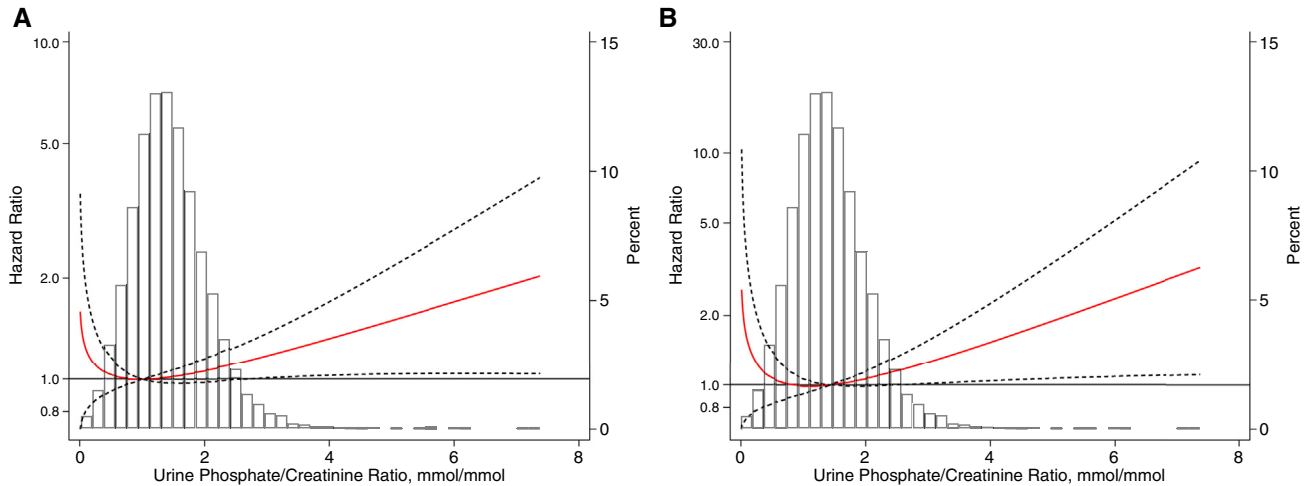 A
Hazard Ratio
10.0
5.0
2.0
1.0
0.8
15
10
5
0
Percent
0 2 4 6 8
Urine Phosphate/Creatinine Ratio, mmol/mmol
B
Hazard Ratio
30.0
10.0
5.0
2.0
1.0
0.8
15
10
5
0
Percent
0 2 4 6 8
Urine Phosphate/Creatinine Ratio, mmol/mmol